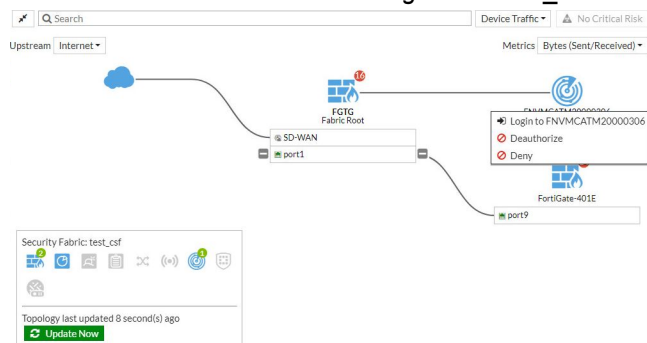 Search
Device Traffic
No Critical Risk
Upstream Internet
Metrics Bytes (Sent/Received)
16
FGTG
Fabric Root
SD-WAN
port1
FNVMCATM20000306
Login to FNVMCATM20000306
Deauthorize
Deny
FortiGate-401E
port9
Security Fabric: test_csf
2
1
Topology last updated 8 second(s) ago
Update Now